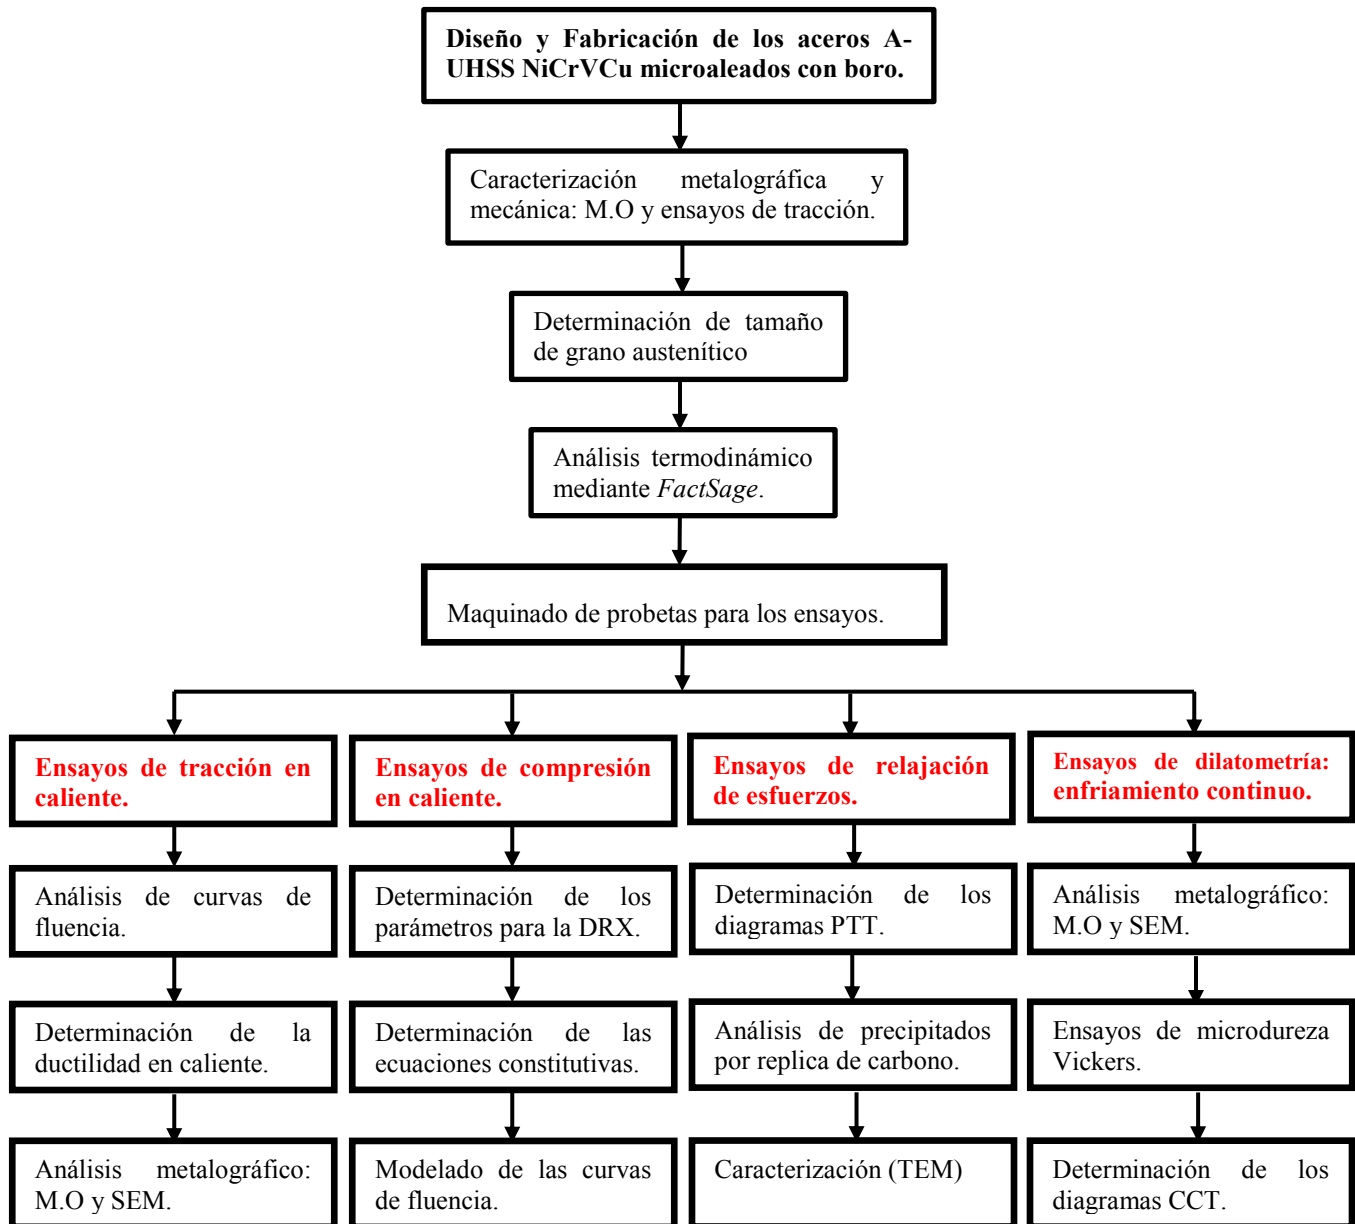 Diseño y Fabricación de los aceros A-
UHSS NiCrVCu microaleados con boro.
Caracterización metalográfica y
mecánica: M.O y ensayos de tracción.
Determinación de tamaño
de grano austenítico
Análisis termodinámico
mediante FactSage.
Maquinado de probetas para los ensayos.
Ensayos de tracción en
caliente.
Ensayos de compresión
en caliente.
Ensayos de relajación
de esfuerzos.
Ensayos de dilatometría:
enfriamiento continuo.
Análisis de curvas de
fluencia.
Determinación de los
parámetros para la DRX.
Determinación de los
diagramas PTT.
Análisis metalográfico:
M.O y SEM.
Determinación de la
ductilidad en caliente.
Determinación de las
ecuaciones constitutivas.
Análisis de precipitados
por replica de carbono.
Ensayos de microdureza
Vickers.
Análisis metalográfico:
M.O y SEM.
Modelado de las curvas
de fluencia.
Caracterización (TEM)
Determinación de los
diagramas CCT.